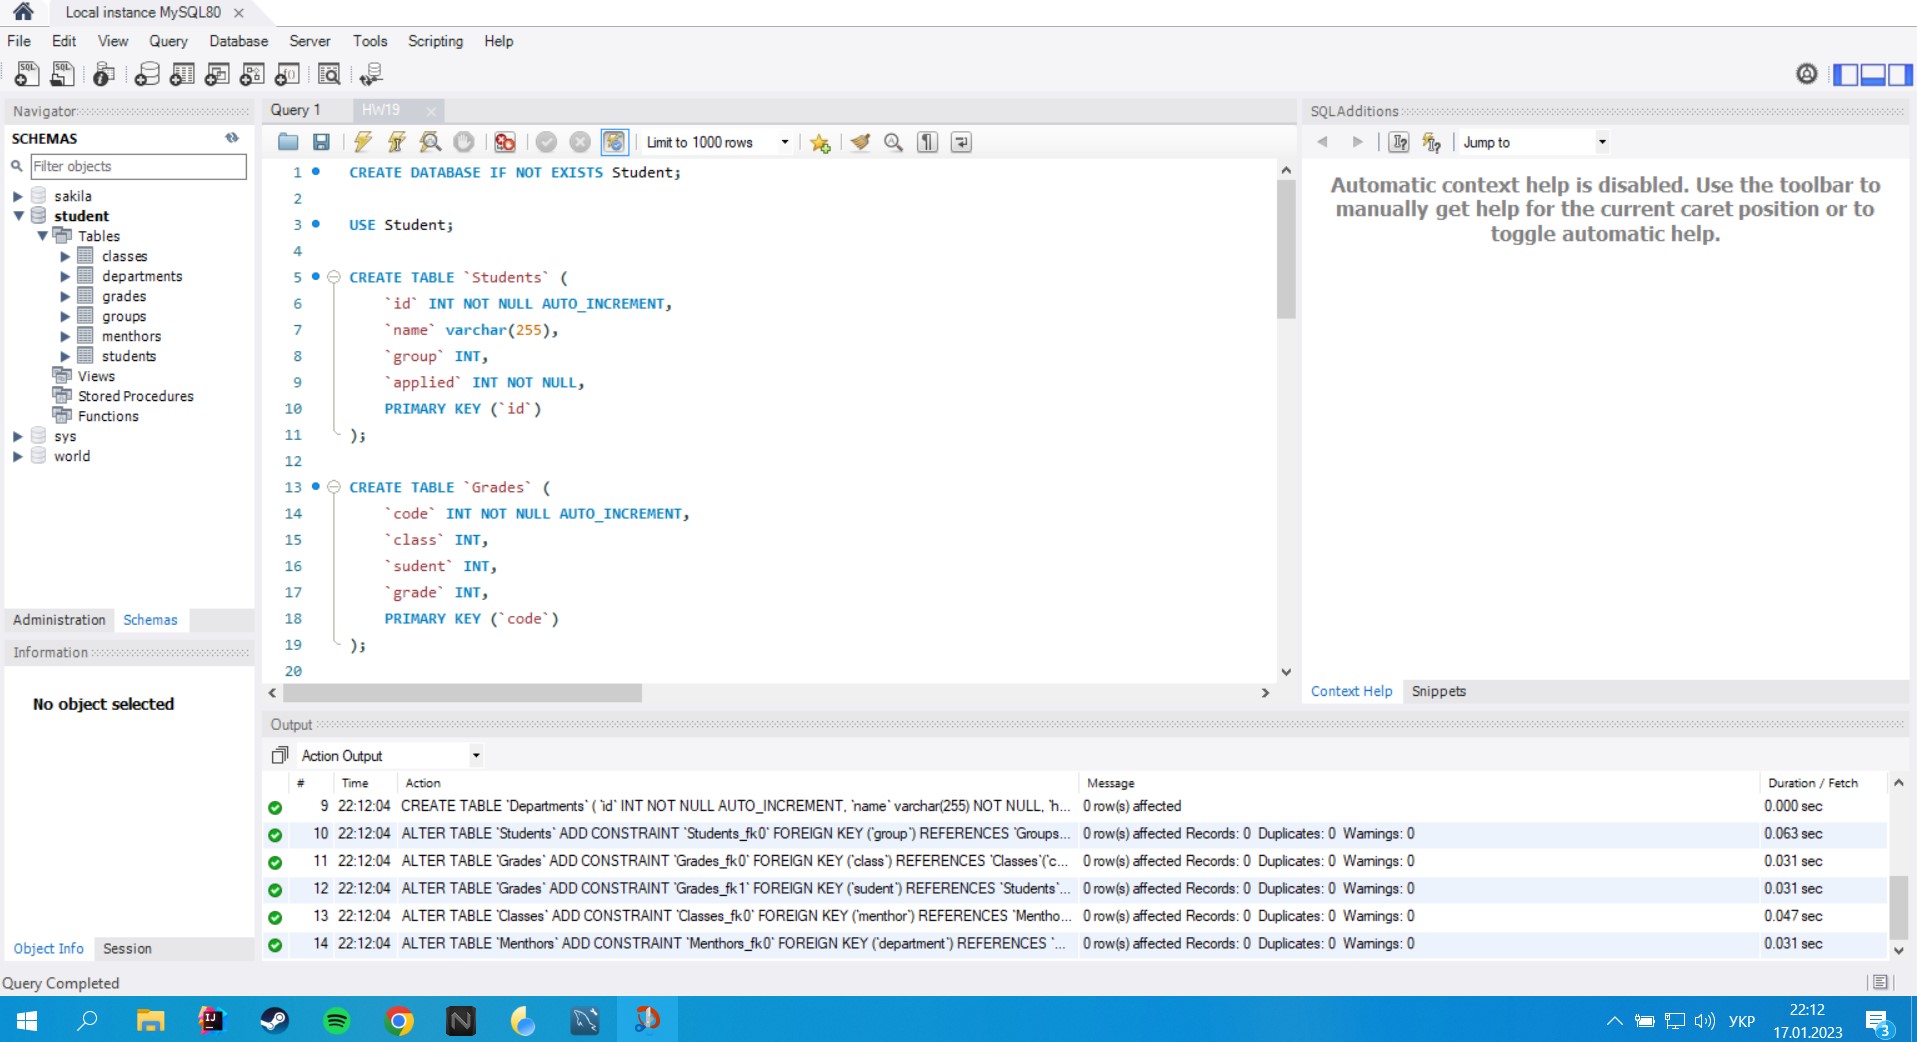 Local instance MySQL80
File Edit View Query Database Server Tools Scripting Help
Navigator
SCHEMAS
Filter objects
sakila
student
Tables
classes
departments
grades
groups
menthors
students
Views
Stored Procedures
Functions
sys
world
Administration Schemas
Information
No object selected
Object Info Session
Query 1 HW19
Limit to 1000 rows
1 CREATE DATABASE IF NOT EXISTS Student;
2
3 USE Student;
4
5 CREATE TABLE `Students` (
6 `id` INT NOT NULL AUTO_INCREMENT,
7 `name` varchar(255),
8 `group` INT,
9 `applied` INT NOT NULL,
10 PRIMARY KEY (`id`)
11 );
12
13 CREATE TABLE `Grades` (
14 `code` INT NOT NULL AUTO_INCREMENT,
15 `class` INT,
16 `sudent` INT,
17 `grade` INT,
18 PRIMARY KEY (`code`)
19 );
20
SQLAdditions
Jump to
Automatic context help is disabled. Use the toolbar to
manually get help for the current caret position or to
toggle automatic help.
Context Help Snippets
Output
Action Output
# Time Action Message Duration / Fetch
9 22:12:04 CREATE TABLE `Departments` ( `id` INT NOT NULL AUTO_INCREMENT, `name` varchar(255) NOT NULL, `h... 0 row(s) affected 0.000 sec
10 22:12:04 ALTER TABLE `Students` ADD CONSTRAINT `Students_fk0` FOREIGN KEY (`group`) REFERENCES `Groups... 0 row(s) affected Records: 0 Duplicates: 0 Warnings: 0 0.063 sec
11 22:12:04 ALTER TABLE `Grades` ADD CONSTRAINT `Grades_fk0` FOREIGN KEY (`class`) REFERENCES `Classes`(`c... 0 row(s) affected Records: 0 Duplicates: 0 Warnings: 0 0.031 sec
12 22:12:04 ALTER TABLE `Grades` ADD CONSTRAINT `Grades_fk1` FOREIGN KEY (`sudent`) REFERENCES `Students`... 0 row(s) affected Records: 0 Duplicates: 0 Warnings: 0 0.031 sec
13 22:12:04 ALTER TABLE `Classes` ADD CONSTRAINT `Classes_fk0` FOREIGN KEY (`menthor`) REFERENCES `Mentho... 0 row(s) affected Records: 0 Duplicates: 0 Warnings: 0 0.047 sec
14 22:12:04 ALTER TABLE `Menthors` ADD CONSTRAINT `Menthors_fk0` FOREIGN KEY (`department`) REFERENCES `... 0 row(s) affected Records: 0 Duplicates: 0 Warnings: 0 0.031 sec
Query Completed
УКР
22:12
17.01.2023
3